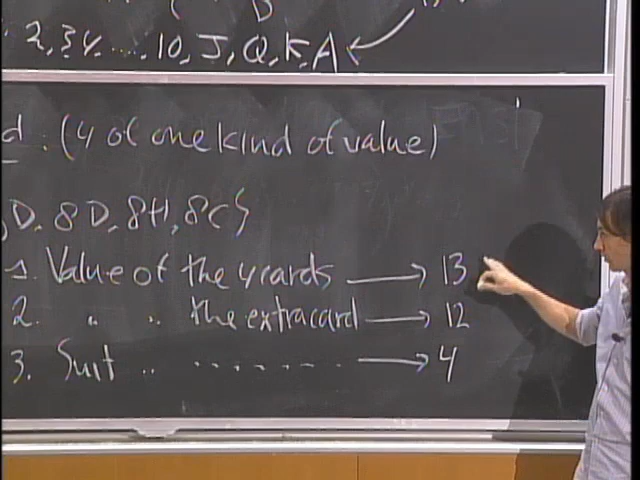 2, 3, 4, .... 10, J, Q, K, A
d : (4 of one kind of value)
D, 8D, 8H, 8C}
1. Value of the 4 cards → 13
2. " " the extra card → 12
3. Suit " ........ → 4